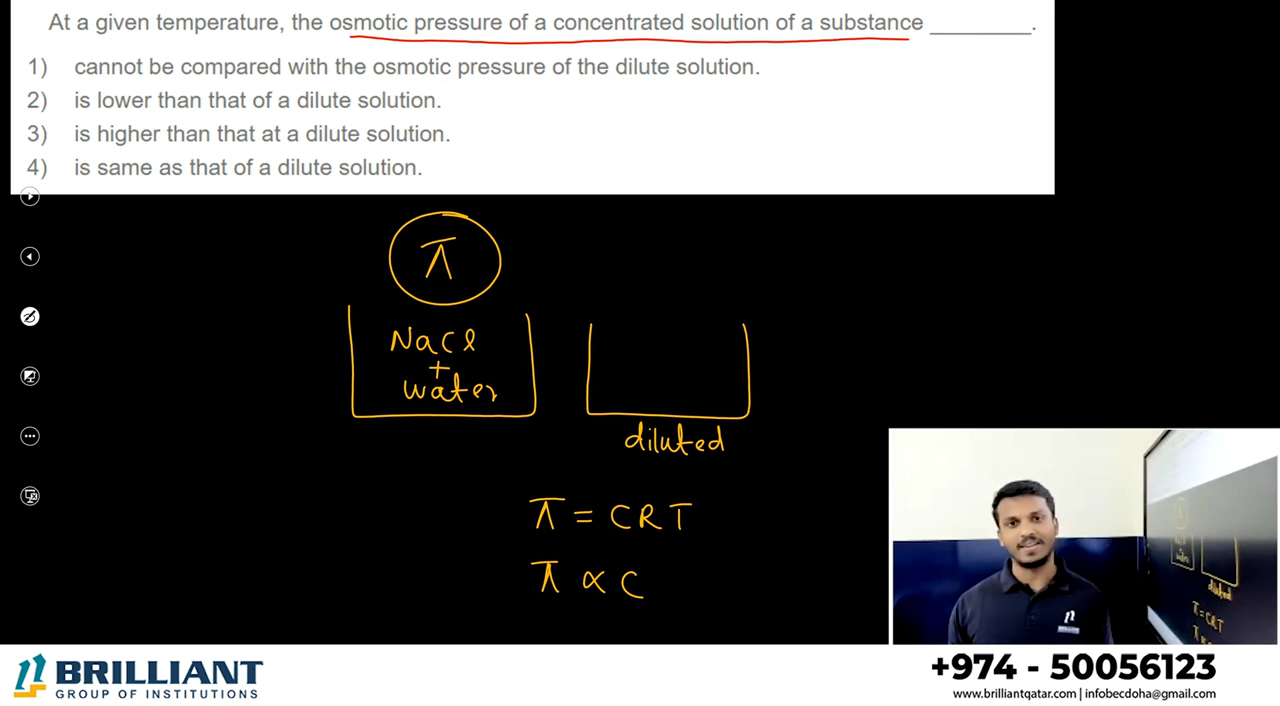 At a given temperature, the osmotic pressure of a concentrated solution of a substance ________.
1) cannot be compared with the osmotic pressure of the dilute solution.
2) is lower than that of a dilute solution.
3) is higher than that at a dilute solution.
4) is same as that of a dilute solution.
π
NaCl
+
water
diluted
π = CRT
π ∝ C
BRILLIANT
GROUP OF INSTITUTIONS
+974 - 50056123
www.brilliantqatar.com | infobecdoha@gmail.com